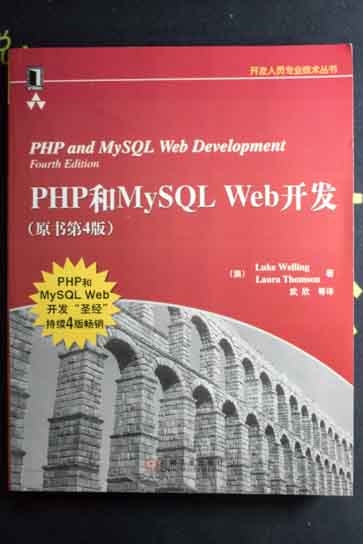 开发人员专业技术丛书
PHP and MySQL Web Development
Fourth Edition
PHP和MySQL Web开发
(原书第4版)
(澳) Luke Welling 著
Laura Thomson
武欣 等译
PHP和
MySQL Web
开发“圣经”
持续4版畅销